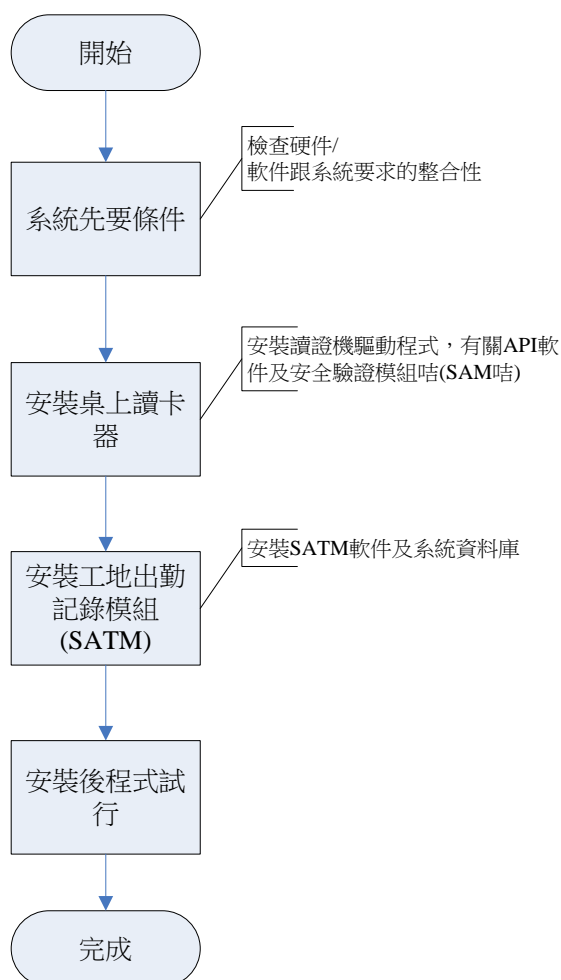 開始
檢查硬件/
軟件跟系統要求的整合性
系統先要條件
安裝讀證機驅動程式，有關API軟
件及安全驗證模組咭(SAM咭)
安裝桌上讀卡
器
安裝SATM軟件及系統資料庫
安裝工地出勤
記錄模組
(SATM)
安裝後程式試
行
完成